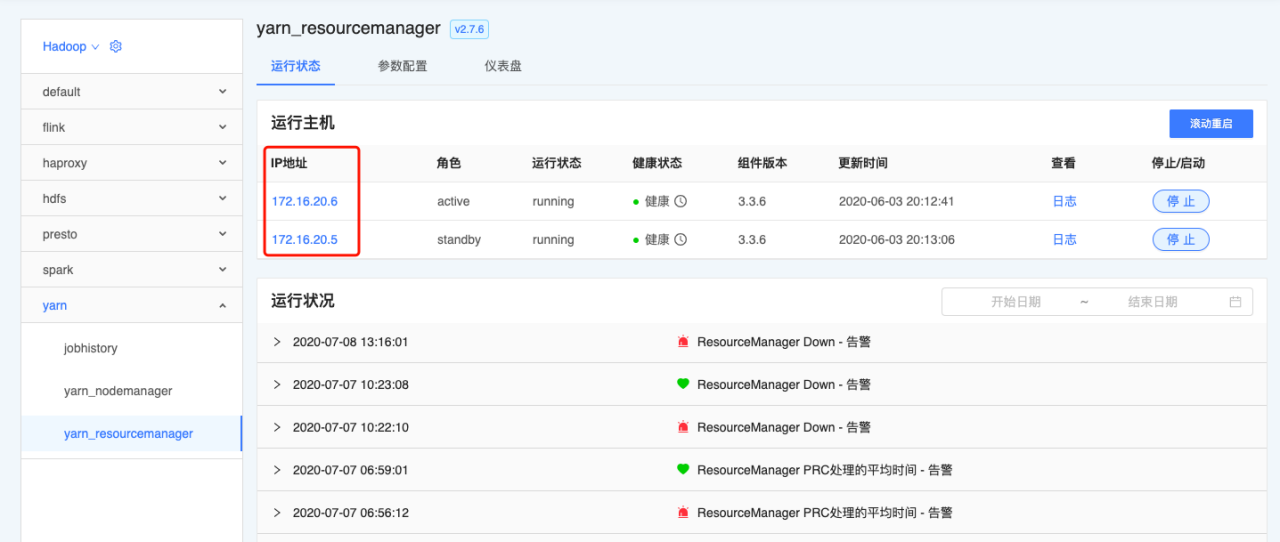 yarn_resourcemanager v2.7.6
Hadoop
运行状态 参数配置 仪表盘
default
flink
haproxy
hdfs
presto
spark
yarn
jobhistory
yarn_nodemanager
yarn_resourcemanager
运行主机 滚动重启
IP地址 角色 运行状态 健康状态 组件版本 更新时间 查看 停止/启动
172.16.20.6 active running 健康 3.3.6 2020-06-03 20:12:41 日志 停 止
172.16.20.5 standby running 健康 3.3.6 2020-06-03 20:13:06 日志 停 止
运行状况 开始日期 ~ 结束日期
2020-07-08 13:16:01 ResourceManager Down - 告警
2020-07-07 10:23:08 ResourceManager Down - 告警
2020-07-07 10:22:10 ResourceManager Down - 告警
2020-07-07 06:59:01 ResourceManager PRC处理的平均时间 - 告警
2020-07-07 06:56:12 ResourceManager PRC处理的平均时间 - 告警